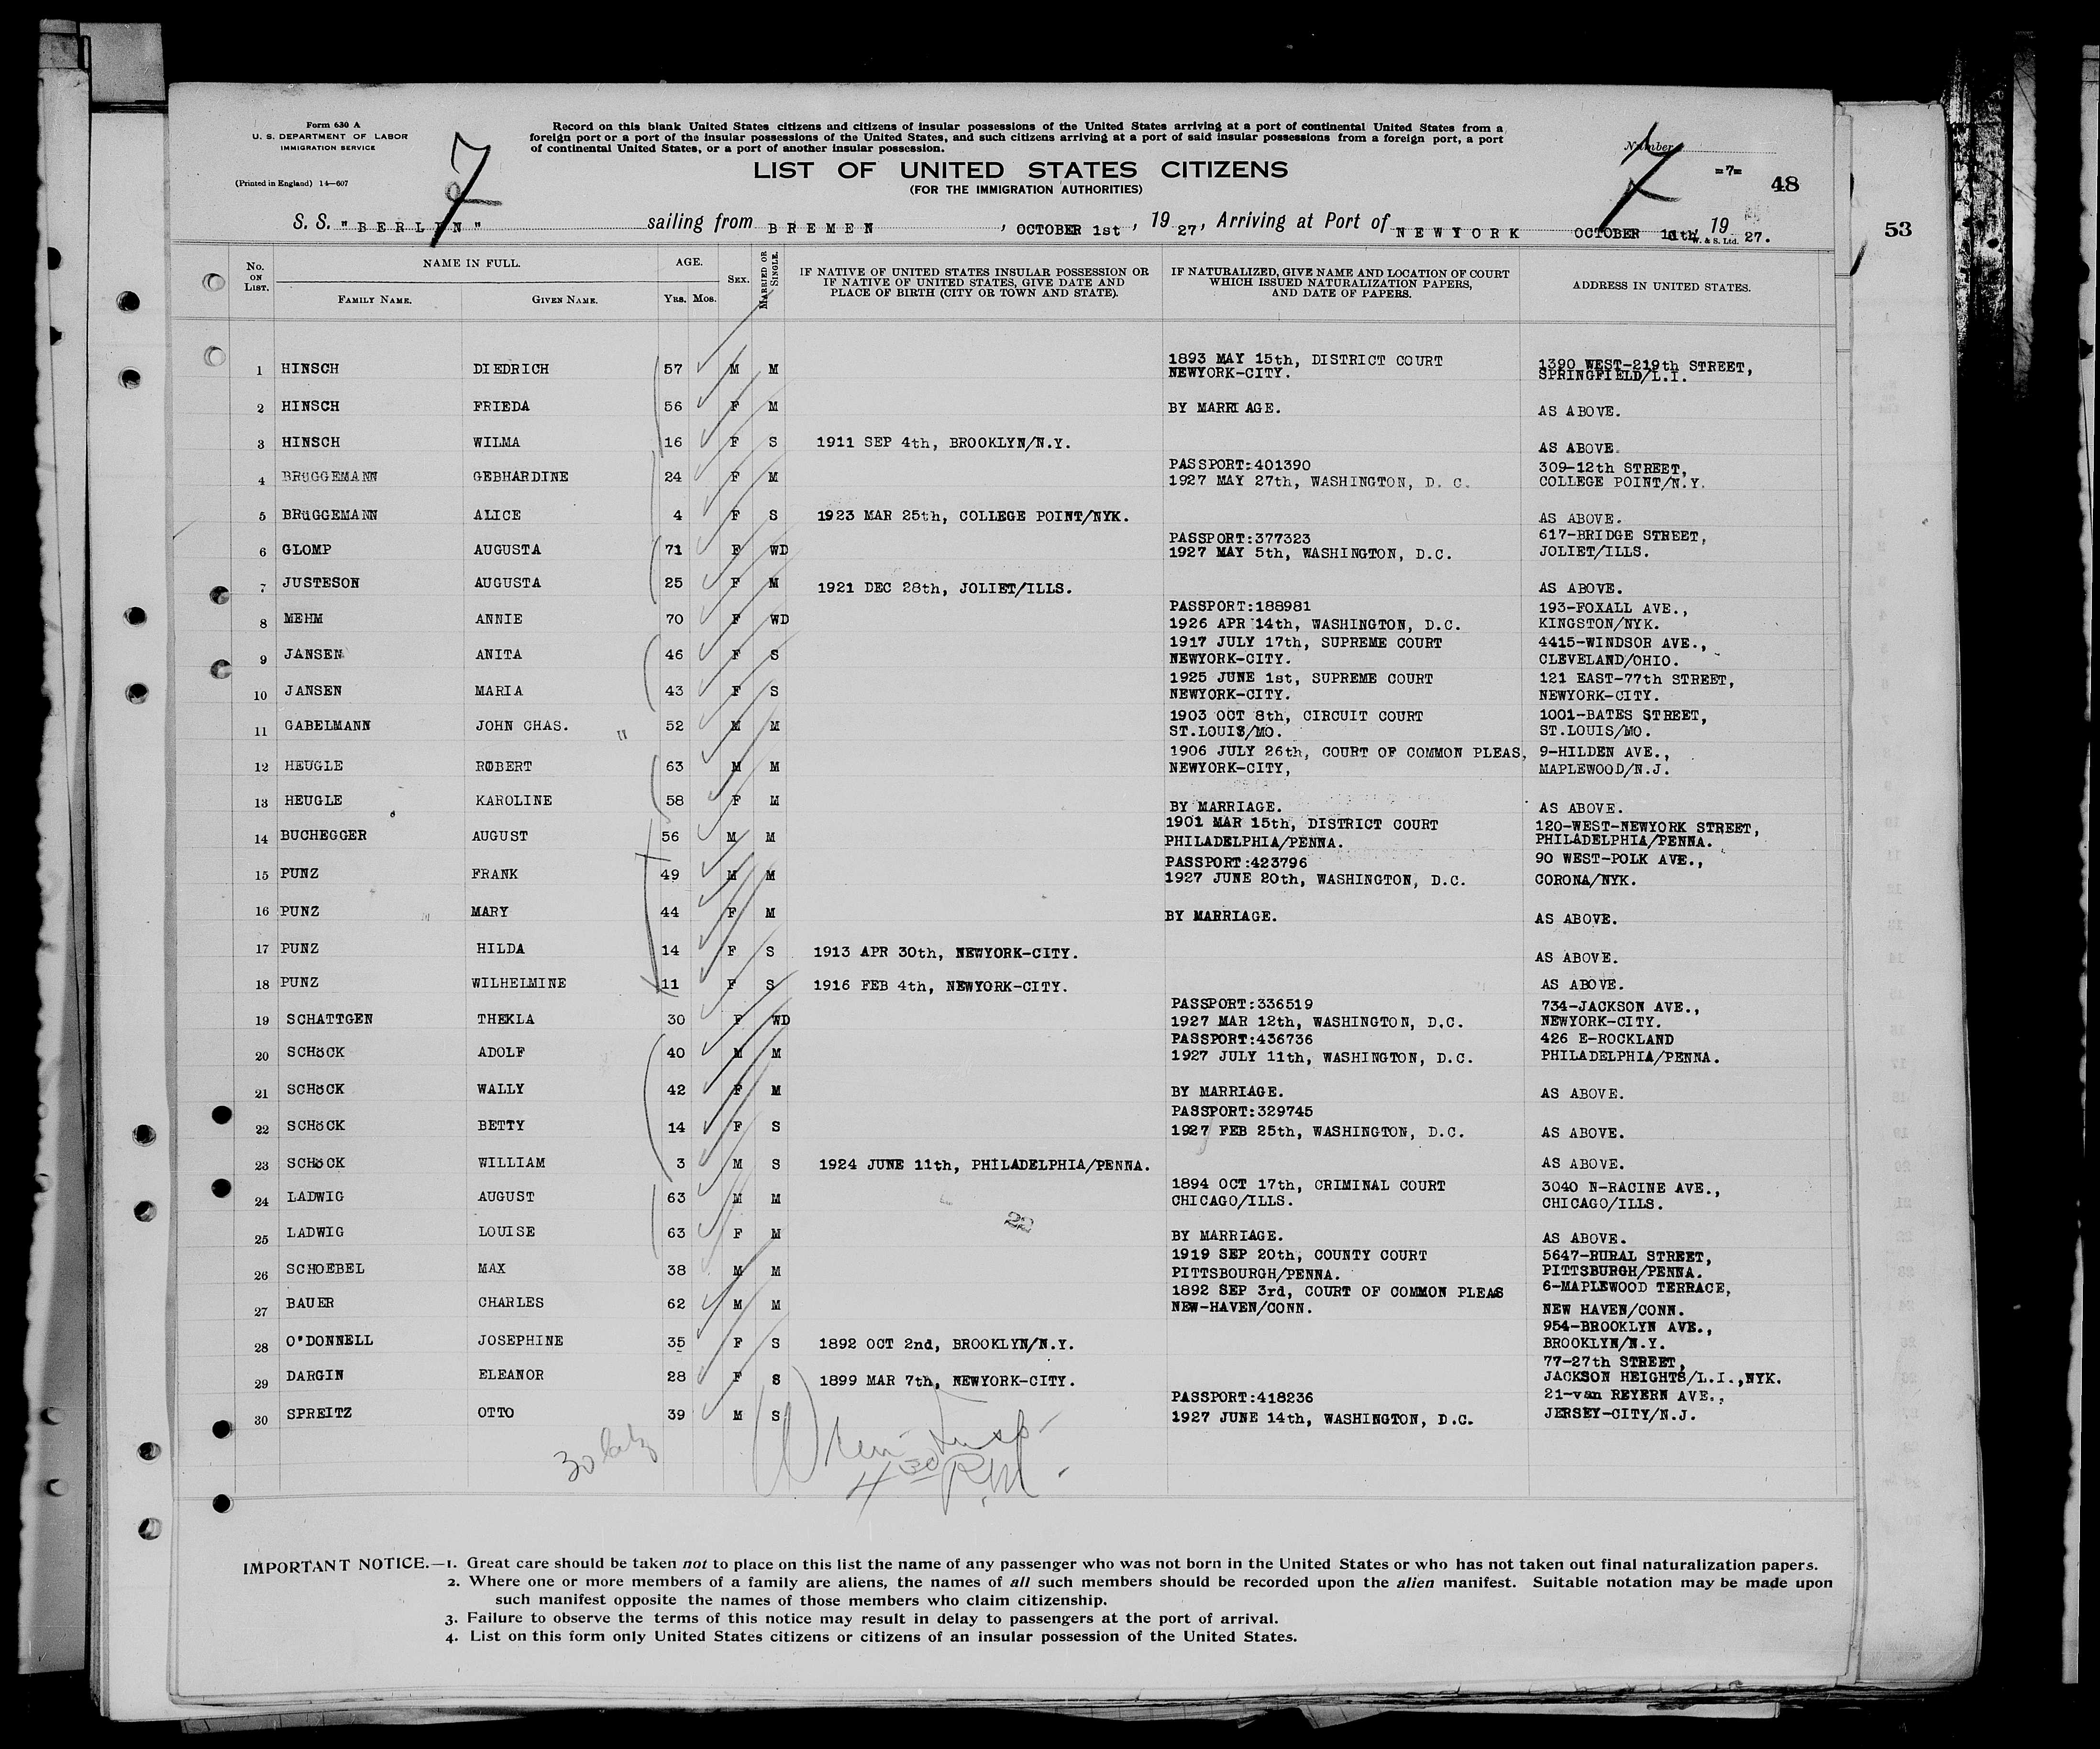 Form 630 A
U. S. DEPARTMENT OF LABOR
IMMIGRATION SERVICE
(Printed in England) 14—607
Record on this blank United States citizens and citizens of insular possessions of the United States arriving at a port of continental United States from a
foreign port or a port of the insular possessions of the United States, and such citizens arriving at a port of said insular possessions from a foreign port, a port
of continental United States, or a port of another insular possession.
LIST OF UNITED STATES CITIZENS
(FOR THE IMMIGRATION AUTHORITIES)
7
Number
7
=7=
48
53
S. S. "BERLIN" sailing from BREMEN, OCTOBER 1st, 1927, Arriving at Port of NEWYORK OCTOBER 1927.
W. & S. Ltd.
No. ON LIST. NAME IN FULL. AGE. SEX. MARRIED OR SINGLE. IF NATIVE OF UNITED STATES INSULAR POSSESSION OR IF NATIVE OF UNITED STATES, GIVE DATE AND PLACE OF BIRTH (CITY OR TOWN AND STATE). IF NATURALIZED, GIVE NAME AND LOCATION OF COURT WHICH ISSUED NATURALIZATION PAPERS, AND DATE OF PAPERS. ADDRESS IN UNITED STATES.
FAMILY NAME. GIVEN NAME. Yrs. Mos.
1 HINSCH DIEDRICH 57 M M 1893 MAY 15th, DISTRICT COURT NEWYORK-CITY. 1390 WEST-219th STREET, SPRINGFIELD/L.I.
2 HINSCH FRIEDA 56 F M BY MARRIAGE. AS ABOVE.
3 HINSCH WILMA 16 F S 1911 SEP 4th, BROOKLYN/N.Y. AS ABOVE.
4 BRüGGEMANN GEBHARDINE 24 F M PASSPORT:401390 1927 MAY 27th, WASHINGTON, D. C. 309-12th STREET, COLLEGE POINT/N.Y.
5 BRüGGEMANN ALICE 4 F S 1923 MAR 25th, COLLEGE POINT/NYK. AS ABOVE.
6 GLOMP AUGUSTA 71 F WD PASSPORT:377323 1927 MAY 5th, WASHINGTON, D.C. 617-BRIDGE STREET, JOLIET/ILLS.
7 JUSTESON AUGUSTA 25 F M 1921 DEC 28th, JOLIET/ILLS. AS ABOVE.
8 MEHM ANNIE 70 F WD PASSPORT:188981 1926 APR 14th, WASHINGTON, D.C. 193-FOXALL AVE., KINGSTON/NYK.
9 JANSEN ANITA 46 F S 1917 JULY 17th, SUPREME COURT NEWYORK-CITY. 4415-WINDSOR AVE., CLEVELAND/OHIO.
10 JANSEN MARIA 43 F S 1925 JUNE 1st, SUPREME COURT NEWYORK-CITY. 121 EAST-77th STREET, NEWYORK-CITY.
11 GABELMANN JOHN CHAS. 52 M M 1903 OCT 8th, CIRCUIT COURT ST.LOUIS/MO. 1001-BATES STREET, ST.LOUIS/MO.
12 HEUGLE ROBERT 63 M M 1906 JULY 26th, COURT OF COMMON PLEAS, NEWYORK-CITY, 9-HILDEN AVE., MAPLEWOOD/N.J.
13 HEUGLE KAROLINE 58 F M BY MARRIAGE. AS ABOVE.
14 BUCHEGGER AUGUST 56 M M 1901 MAR 15th, DISTRICT COURT PHILADELPHIA/PENNA. 120-WEST-NEWYORK STREET, PHILADELPHIA/PENNA.
15 PUNZ FRANK 49 M M PASSPORT:423796 1927 JUNE 20th, WASHINGTON, D.C. 90 WEST-POLK AVE., CORONA/NYK.
16 PUNZ MARY 44 F M BY MARRIAGE. AS ABOVE.
17 PUNZ HILDA 14 F S 1913 APR 30th, NEWYORK-CITY. AS ABOVE.
18 PUNZ WILHELMINE 11 F S 1916 FEB 4th, NEWYORK-CITY. AS ABOVE.
19 SCHATTGEN THEKLA 30 F WD PASSPORT:336519 1927 MAR 12th, WASHINGTON, D.C. 734-JACKSON AVE., NEWYORK-CITY.
20 SCHöCK ADOLF 40 M M PASSPORT:436736 1927 JULY 11th, WASHINGTON, D.C. 426 E-ROCKLAND PHILADELPHIA/PENNA.
21 SCHöCK WALLY 42 F M BY MARRIAGE. AS ABOVE.
22 SCHöCK BETTY 14 F S PASSPORT:329745 1927 FEB 25th, WASHINGTON, D.C. AS ABOVE.
23 SCHöCK WILLIAM 3 M S 1924 JUNE 11th, PHILADELPHIA/PENNA. AS ABOVE.
24 LADWIG AUGUST 63 M M 1894 OCT 17th, CRIMINAL COURT CHICAGO/ILLS. 3040 N-RACINE AVE., CHICAGO/ILLS.
25 LADWIG LOUISE 63 F M BY MARRIAGE. AS ABOVE.
26 SCHOEBEL MAX 38 M M 1919 SEP 20th, COUNTY COURT PITTSBOURGH/PENNA. 5647-RURAL STREET, PITTSBURGH/PENNA.
27 BAUER CHARLES 62 M M 1892 SEP 3rd, COURT OF COMMON PLEAS NEW-HAVEN/CONN. 6-MAPLEWOOD TERRACE, NEW HAVEN/CONN.
28 O'DONNELL JOSEPHINE 35 F S 1892 OCT 2nd, BROOKLYN/N.Y. 954-BROOKLYN AVE., BROOKLYN/N.Y.
29 DARGIN ELEANOR 28 F S 1899 MAR 7th, NEWYORK-CITY. 77-27th STREET, JACKSON HEIGHTS/L.I.,NYK.
30 SPREITZ OTTO 39 M S PASSPORT:418236 1927 JUNE 14th, WASHINGTON, D.C. 21-van REYERN AVE., JERSEY-CITY/N.J.
22
30
4 30 P.M.
IMPORTANT NOTICE.—1. Great care should be taken not to place on this list the name of any passenger who was not born in the United States or who has not taken out final naturalization papers.
2. Where one or more members of a family are aliens, the names of all such members should be recorded upon the alien manifest. Suitable notation may be made upon
such manifest opposite the names of those members who claim citizenship.
3. Failure to observe the terms of this notice may result in delay to passengers at the port of arrival.
4. List on this form only United States citizens or citizens of an insular possession of the United States.